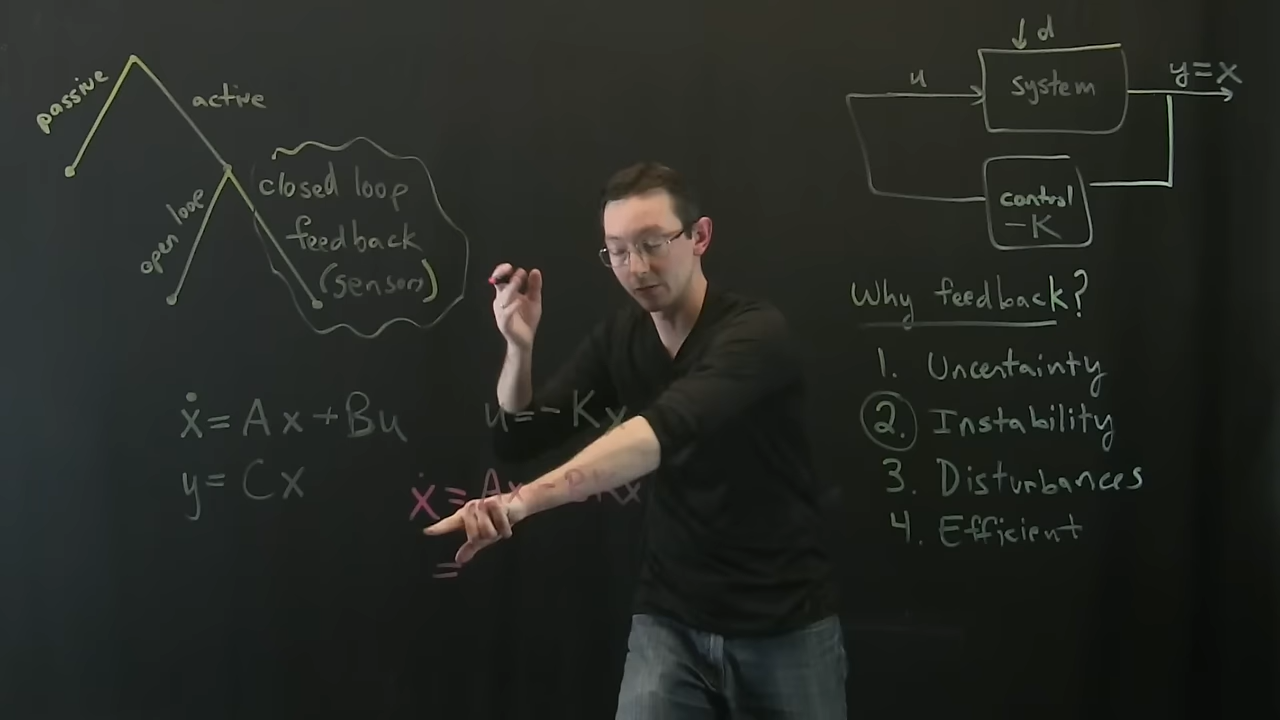 passive
active
open loop
closed loop
feedback
(sensors)
ẋ = Ax + Bu
y = Cx
u = -Kx
ẋ = Ax - BKx
=
d
u
system
y = x
control
-K
Why feedback?
1. Uncertainty
2. Instability
3. Disturbances
4. Efficient